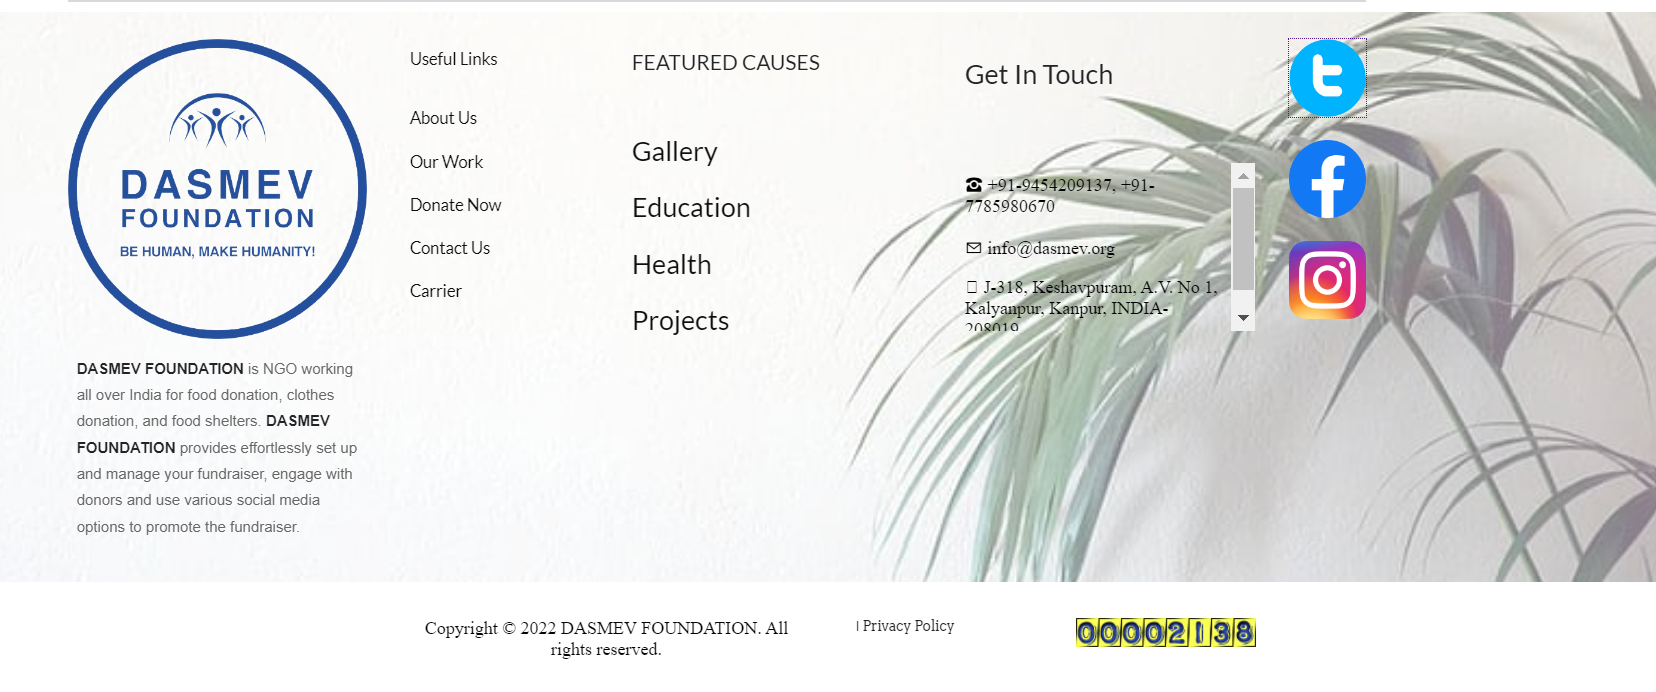 DASMEV
FOUNDATION
BE HUMAN, MAKE HUMANITY!
DASMEV FOUNDATION is NGO working
all over India for food donation, clothes
donation, and food shelters. DASMEV
FOUNDATION provides effortlessly set up
and manage your fundraiser, engage with
donors and use various social media
options to promote the fundraiser.
Useful Links
About Us
Our Work
Donate Now
Contact Us
Carrier
FEATURED CAUSES
Gallery
Education
Health
Projects
Get In Touch
+91-9454209137, +91-
7785980670
info@dasmev.org
J-318, Keshavpuram, A.V. No 1,
Kalyanpur, Kanpur, INDIA-
208019
Copyright © 2022 DASMEV FOUNDATION. All
rights reserved.
| Privacy Policy
00002138